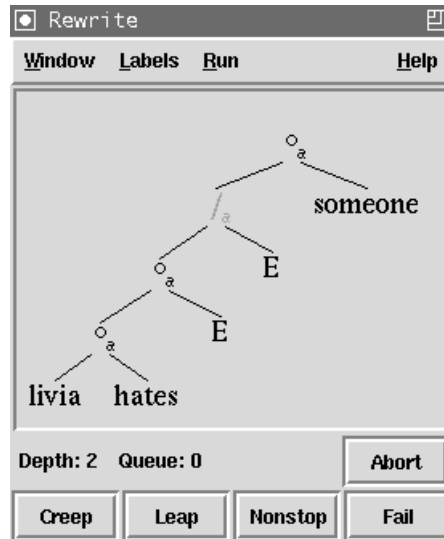 Rewrite
Window Labels Run Help
o a
/ a someone
o a E
o a E
livia hates
Depth: 2 Queue: 0 Abort
Creep Leap Nonstop Fail